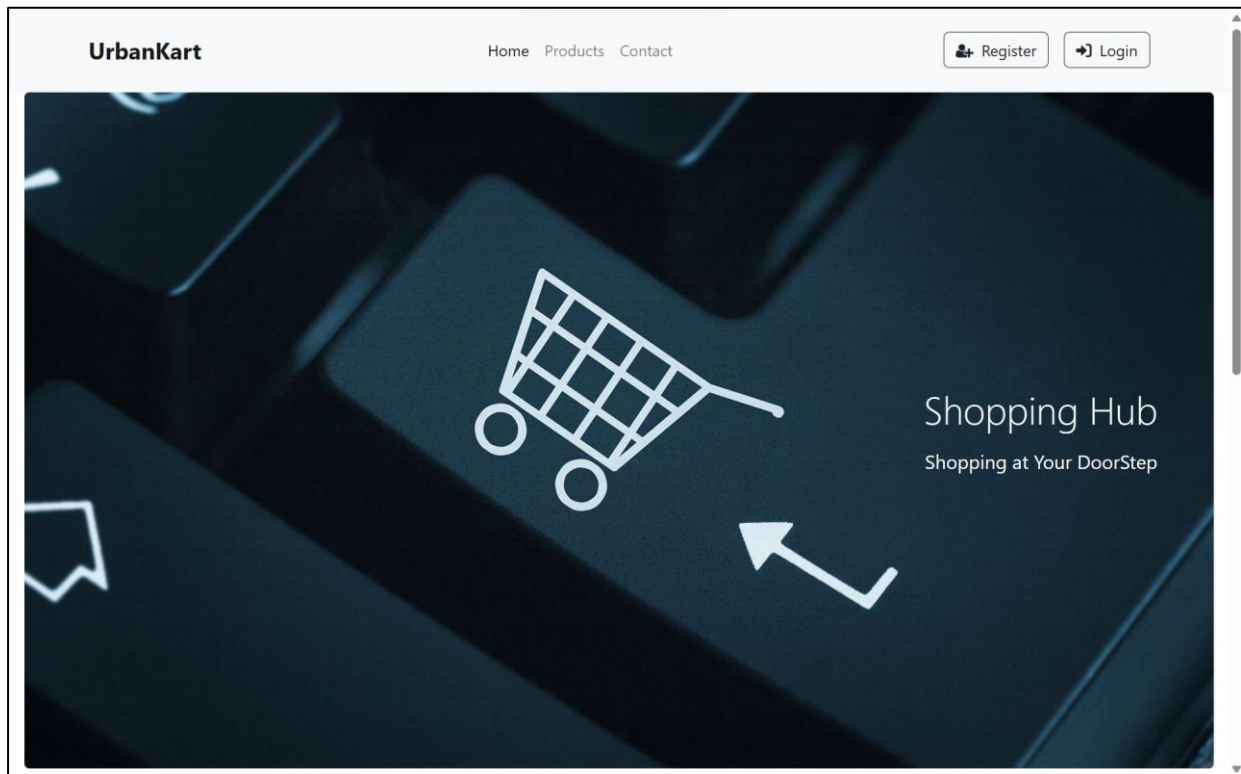 UrbanKart
Home Products Contact
Register
Login
Shopping Hub
Shopping at Your DoorStep